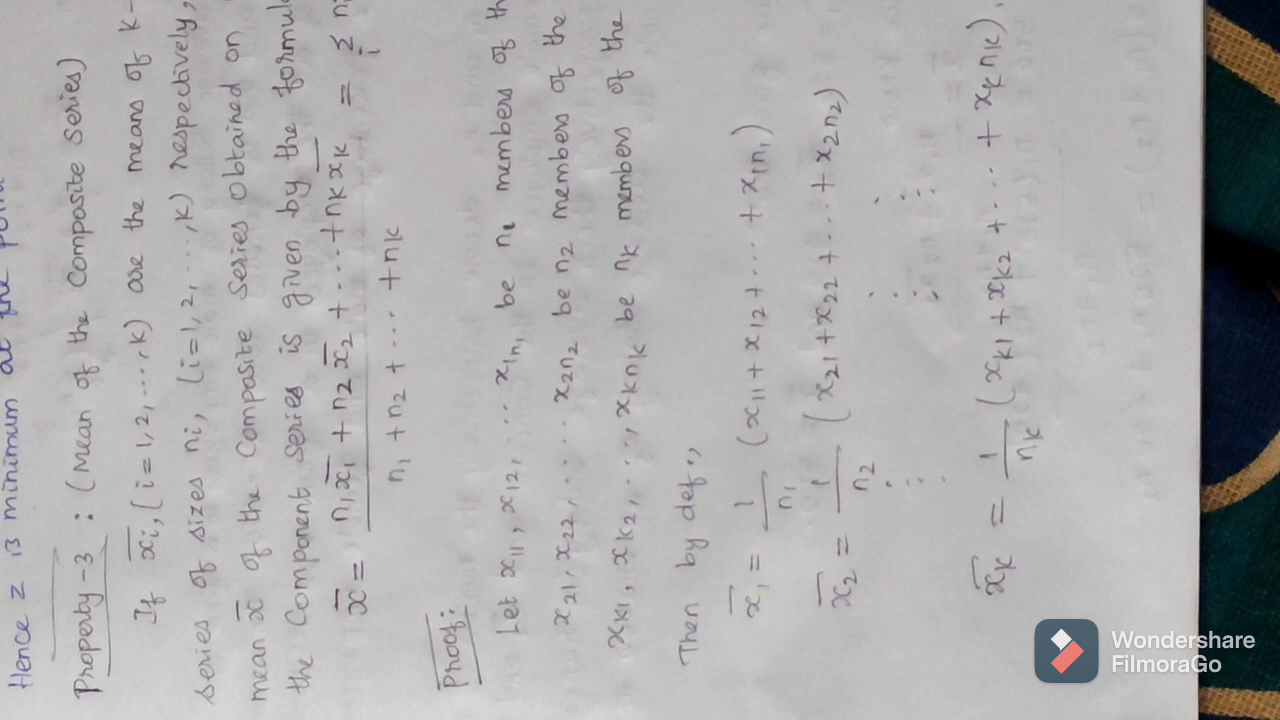 Hence Z is minimum at the point
Property-3 : (Mean of the Composite Series)
If x̄i, (i=1,2,...,k) are the means of k-
series of sizes ni, (i=1,2,...,k) respectively,
mean x̄ of the Composite Series obtained on
the Component series is given by the formula
x̄ = (n1x̄1 + n2x̄2 + ... + nkx̄k) / (n1 + n2 + ... + nk) = Σi
Proof:
Let x11, x12, ... x1n1 be n1 members of the
x21, x22, ... x2n2 be n2 members of the
xk1, xk2, ..., xknk be nk members of the
Then by def.,
x̄1 = 1/n1 (x11 + x12 + .... + x1n1)
x̄2 = 1/n2 (x21 + x22 + ... + x2n2)
x̄k = 1/nk (xk1 + xk2 + ... + xknk).
Wondershare
FilmoraGo